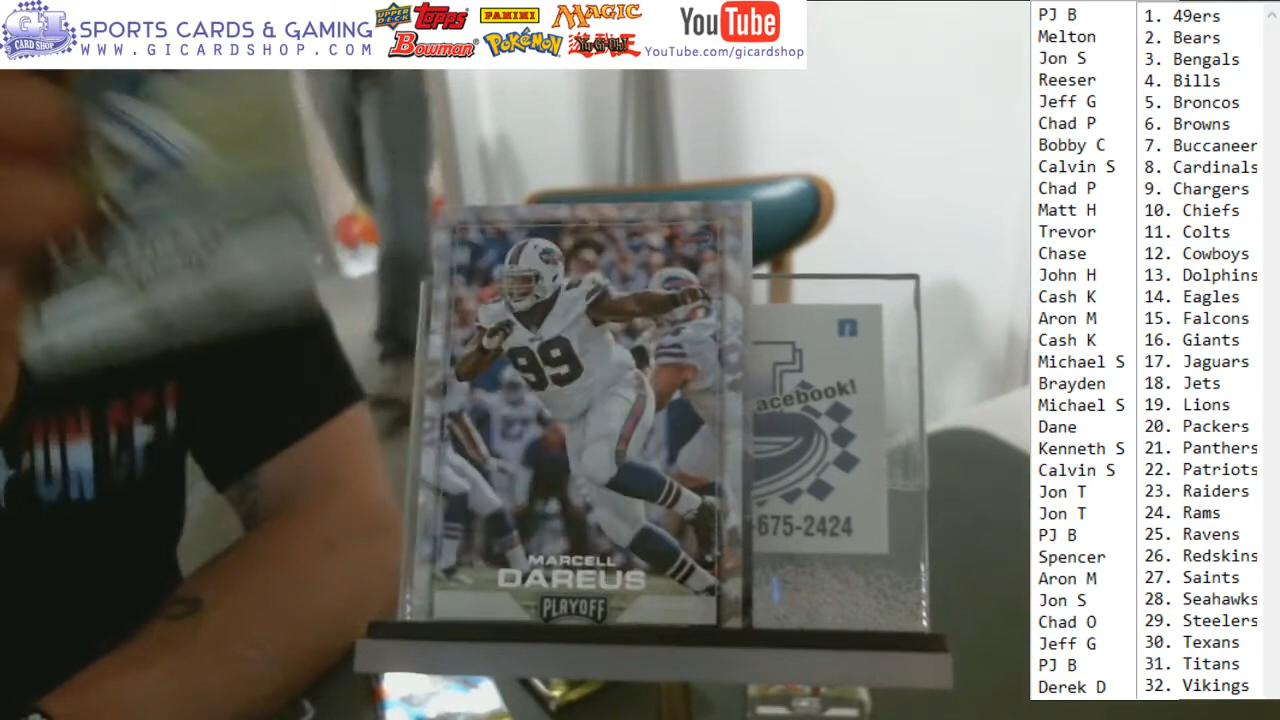 GI
CARD SHOP
SPORTS CARDS & GAMING
WWW.GICARDSHOP.COM
UPPER DECK
Topps
Bowman
PANINI
Pokémon
MAGIC
Yu-Gi-Oh!
YouTube
YouTube.com/gicardshop
PJ B 1. 49ers
Melton 2. Bears
Jon S 3. Bengals
Reeser 4. Bills
Jeff G 5. Broncos
Chad P 6. Browns
Bobby C 7. Buccaneer
Calvin S 8. Cardinals
Chad P 9. Chargers
Matt H 10. Chiefs
Trevor 11. Colts
Chase 12. Cowboys
John H 13. Dolphins
Cash K 14. Eagles
Aron M 15. Falcons
Cash K 16. Giants
Michael S 17. Jaguars
Brayden 18. Jets
Michael S 19. Lions
Dane 20. Packers
Kenneth S 21. Panthers
Calvin S 22. Patriots
Jon T 23. Raiders
Jon T 24. Rams
PJ B 25. Ravens
Spencer 26. Redskins
Aron M 27. Saints
Jon S 28. Seahawks
Chad O 29. Steelers
Jeff G 30. Texans
PJ B 31. Titans
Derek D 32. Vikings
99
MARCELL
DAREUS
PLAYOFF
f
acebook!
-675-2424